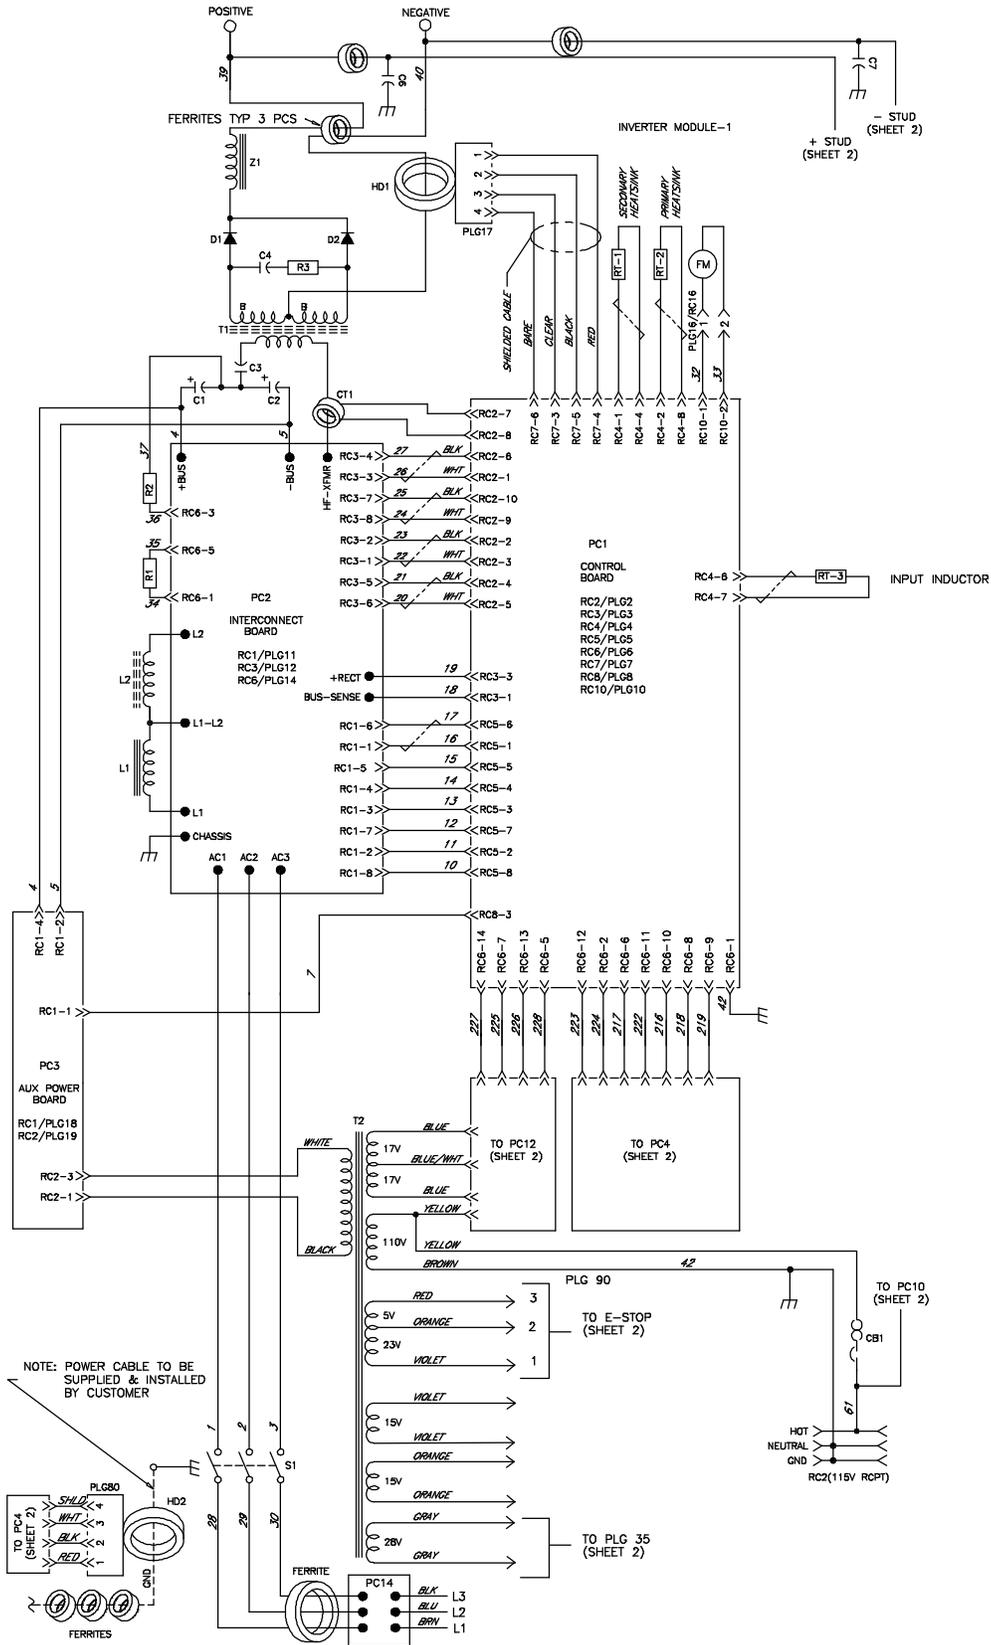 POSITIVE
NEGATIVE
39
40
C6
C7
FERRITES TYP 3 PCS
INVERTER MODULE-1
- STUD
(SHEET 2)
+ STUD
(SHEET 2)
Z1
HD1
1
2
3
4
PLG17
SECONARY
HEATSINK
PRIMARY
HEATSINK
D1
D2
C4
R3
RT-1
RT-2
FM
B
B
T1
SHIELDED CABLE
BARE
CLEAR
BLACK
RED
PLG16/RC16
1
2
32
33
C3
C1
C2
+
+
CT1
4
5
37
RC7-6
RC7-3
RC7-5
RC7-4
RC4-1
RC4-4
RC4-2
RC4-8
RC10-1
RC10-2
RC2-7
RC2-8
+BUS
-BUS
HF-XFMR
R2
36
RC6-3
35
RC6-5
R1
34
RC6-1
RC3-4 27 BLK RC2-6
RC3-3 26 WHT RC2-1
RC3-7 25 BLK RC2-10
RC3-8 24 WHT RC2-9
RC3-2 23 BLK RC2-2
RC3-1 22 WHT RC2-3
RC3-5 21 BLK RC2-4
RC3-6 20 WHT RC2-5
PC1
CONTROL
BOARD
RC2/PLG2
RC3/PLG3
RC4/PLG4
RC5/PLG5
RC6/PLG6
RC7/PLG7
RC8/PLG8
RC10/PLG10
RC4-6
RC4-7
RT-3
INPUT INDUCTOR
PC2
INTERCONNECT
BOARD
RC1/PLG11
RC3/PLG12
RC6/PLG14
L2
L2
L1-L2
L1
L1
CHASSIS
AC1
AC2
AC3
+RECT 19 RC3-3
BUS-SENSE 18 RC3-1
RC1-6 17 RC5-6
RC1-1 16 RC5-1
RC1-5 15 RC5-5
RC1-4 14 RC5-4
RC1-3 13 RC5-3
RC1-7 12 RC5-7
RC1-2 11 RC5-2
RC1-8 10 RC5-8
RC8-3
4
5
RC1-4
RC1-2
7
RC1-1
RC6-14
RC6-7
RC6-13
RC6-5
RC6-12
RC6-2
RC6-6
RC6-11
RC6-10
RC6-8
RC6-9
RC6-1
227
225
226
228
223
224
217
222
216
218
219
42
PC3
AUX POWER
BOARD
RC1/PLG18
RC2/PLG19
RC2-3
RC2-1
T2
WHITE
BLACK
17V
17V
BLUE
BLUE/WHT
BLUE
YELLOW
TO PC12
(SHEET 2)
TO PC4
(SHEET 2)
110V
YELLOW
BROWN
42
PLG 90
5V
23V
RED
ORANGE
VIOLET
3
2
1
TO E-STOP
(SHEET 2)
TO PC10
(SHEET 2)
CB1
61
HOT
NEUTRAL
GND
RC2(115V RCPT)
NOTE: POWER CABLE TO BE
SUPPLIED & INSTALLED
BY CUSTOMER
15V
VIOLET
VIOLET
15V
ORANGE
ORANGE
28V
GRAY
GRAY
TO PLG 35
(SHEET 2)
1
2
3
S1
28
29
30
TO PC4
(SHEET 2)
PLG80
SHLD 4
WHT 3
BLK 2
RED 1
HD2
GND
FERRITES
FERRITE
PC14
BLK L3
BLU L2
BRN L1